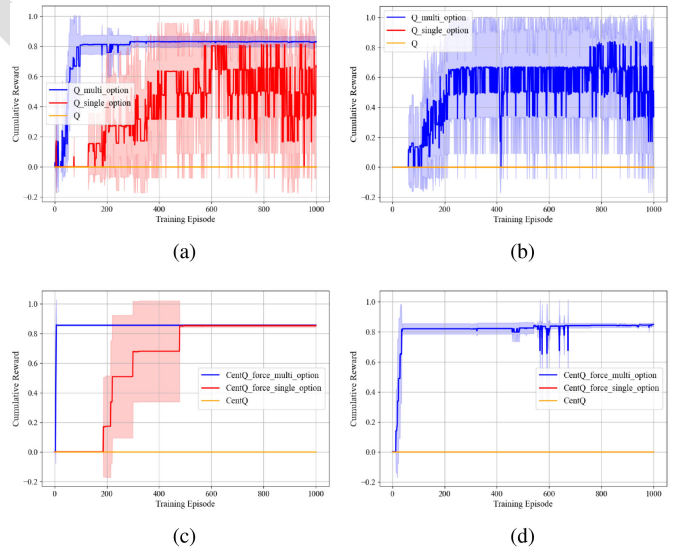 1.0
0.8
0.6
0.4
0.2
0.0
−0.2
Cumulative Reward
Q_multi_option
Q_single_option
Q
0 200 400 600 800 1000
Training Episode
(a)
1.0
0.8
0.6
0.4
0.2
0.0
−0.2
Cumulative Reward
Q_multi_option
Q_single_option
Q
0 200 400 600 800 1000
Training Episode
(b)
1.0
0.8
0.6
0.4
0.2
0.0
−0.2
Cumulative Reward
CentQ_force_multi_option
CentQ_force_single_option
CentQ
0 200 400 600 800 1000
Training Episode
(c)
1.0
0.8
0.6
0.4
0.2
0.0
−0.2
Cumulative Reward
CentQ_force_multi_option
CentQ_force_single_option
CentQ
0 200 400 600 800 1000
Training Episode
(d)